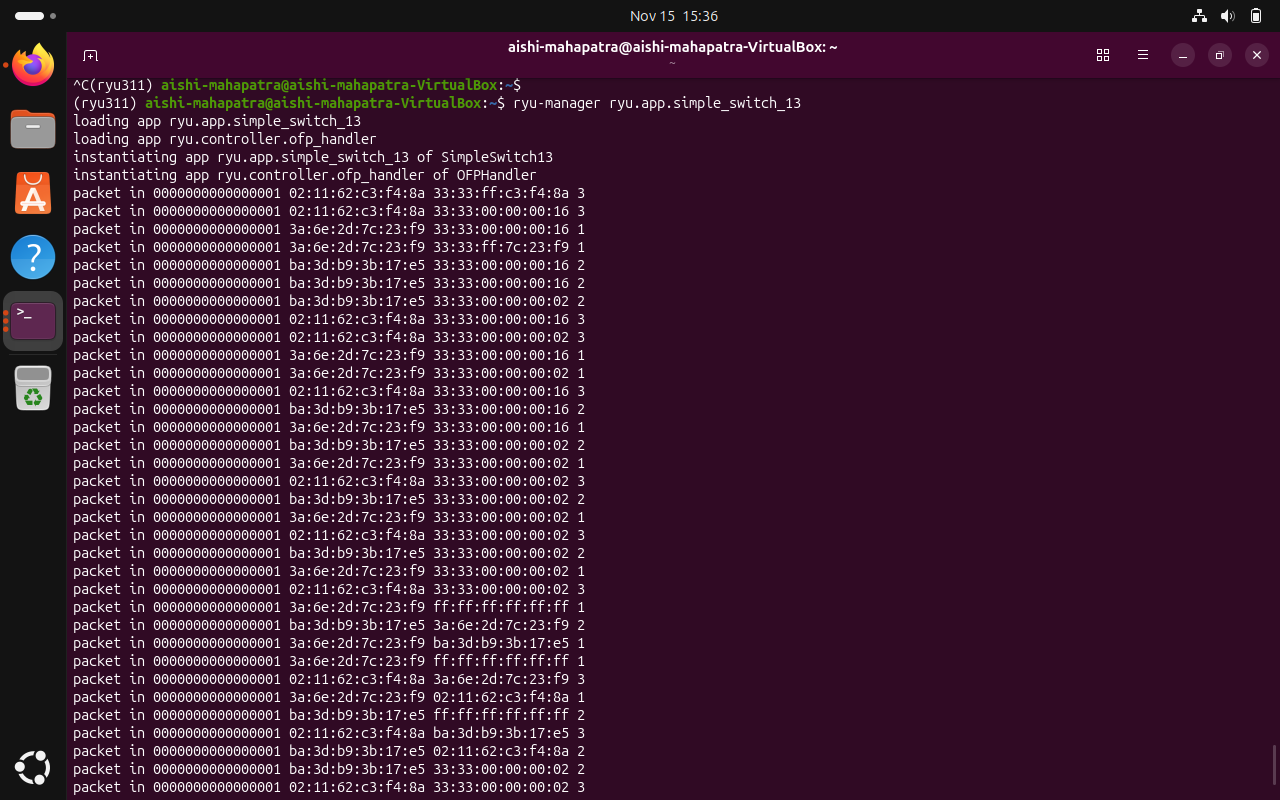 Nov 15 15:36
aishi-mahapatra@aishi-mahapatra-VirtualBox: ~
~
^C(ryu311) aishi-mahapatra@aishi-mahapatra-VirtualBox:~$
(ryu311) aishi-mahapatra@aishi-mahapatra-VirtualBox:~$ ryu-manager ryu.app.simple_switch_13
loading app ryu.app.simple_switch_13
loading app ryu.controller.ofp_handler
instantiating app ryu.app.simple_switch_13 of SimpleSwitch13
instantiating app ryu.controller.ofp_handler of OFPHandler
packet in 0000000000000001 02:11:62:c3:f4:8a 33:33:ff:c3:f4:8a 3
packet in 0000000000000001 02:11:62:c3:f4:8a 33:33:00:00:00:16 3
packet in 0000000000000001 3a:6e:2d:7c:23:f9 33:33:00:00:00:16 1
packet in 0000000000000001 3a:6e:2d:7c:23:f9 33:33:ff:7c:23:f9 1
packet in 0000000000000001 ba:3d:b9:3b:17:e5 33:33:00:00:00:16 2
packet in 0000000000000001 ba:3d:b9:3b:17:e5 33:33:00:00:00:16 2
packet in 0000000000000001 ba:3d:b9:3b:17:e5 33:33:00:00:00:02 2
packet in 0000000000000001 02:11:62:c3:f4:8a 33:33:00:00:00:16 3
packet in 0000000000000001 02:11:62:c3:f4:8a 33:33:00:00:00:02 3
packet in 0000000000000001 3a:6e:2d:7c:23:f9 33:33:00:00:00:16 1
packet in 0000000000000001 3a:6e:2d:7c:23:f9 33:33:00:00:00:02 1
packet in 0000000000000001 02:11:62:c3:f4:8a 33:33:00:00:00:16 3
packet in 0000000000000001 ba:3d:b9:3b:17:e5 33:33:00:00:00:16 2
packet in 0000000000000001 3a:6e:2d:7c:23:f9 33:33:00:00:00:16 1
packet in 0000000000000001 ba:3d:b9:3b:17:e5 33:33:00:00:00:02 2
packet in 0000000000000001 3a:6e:2d:7c:23:f9 33:33:00:00:00:02 1
packet in 0000000000000001 02:11:62:c3:f4:8a 33:33:00:00:00:02 3
packet in 0000000000000001 ba:3d:b9:3b:17:e5 33:33:00:00:00:02 2
packet in 0000000000000001 3a:6e:2d:7c:23:f9 33:33:00:00:00:02 1
packet in 0000000000000001 02:11:62:c3:f4:8a 33:33:00:00:00:02 3
packet in 0000000000000001 ba:3d:b9:3b:17:e5 33:33:00:00:00:02 2
packet in 0000000000000001 3a:6e:2d:7c:23:f9 33:33:00:00:00:02 1
packet in 0000000000000001 02:11:62:c3:f4:8a 33:33:00:00:00:02 3
packet in 0000000000000001 3a:6e:2d:7c:23:f9 ff:ff:ff:ff:ff:ff 1
packet in 0000000000000001 ba:3d:b9:3b:17:e5 3a:6e:2d:7c:23:f9 2
packet in 0000000000000001 3a:6e:2d:7c:23:f9 ba:3d:b9:3b:17:e5 1
packet in 0000000000000001 3a:6e:2d:7c:23:f9 ff:ff:ff:ff:ff:ff 1
packet in 0000000000000001 02:11:62:c3:f4:8a 3a:6e:2d:7c:23:f9 3
packet in 0000000000000001 3a:6e:2d:7c:23:f9 02:11:62:c3:f4:8a 1
packet in 0000000000000001 ba:3d:b9:3b:17:e5 ff:ff:ff:ff:ff:ff 2
packet in 0000000000000001 02:11:62:c3:f4:8a ba:3d:b9:3b:17:e5 3
packet in 0000000000000001 ba:3d:b9:3b:17:e5 02:11:62:c3:f4:8a 2
packet in 0000000000000001 ba:3d:b9:3b:17:e5 33:33:00:00:00:02 2
packet in 0000000000000001 02:11:62:c3:f4:8a 33:33:00:00:00:02 3